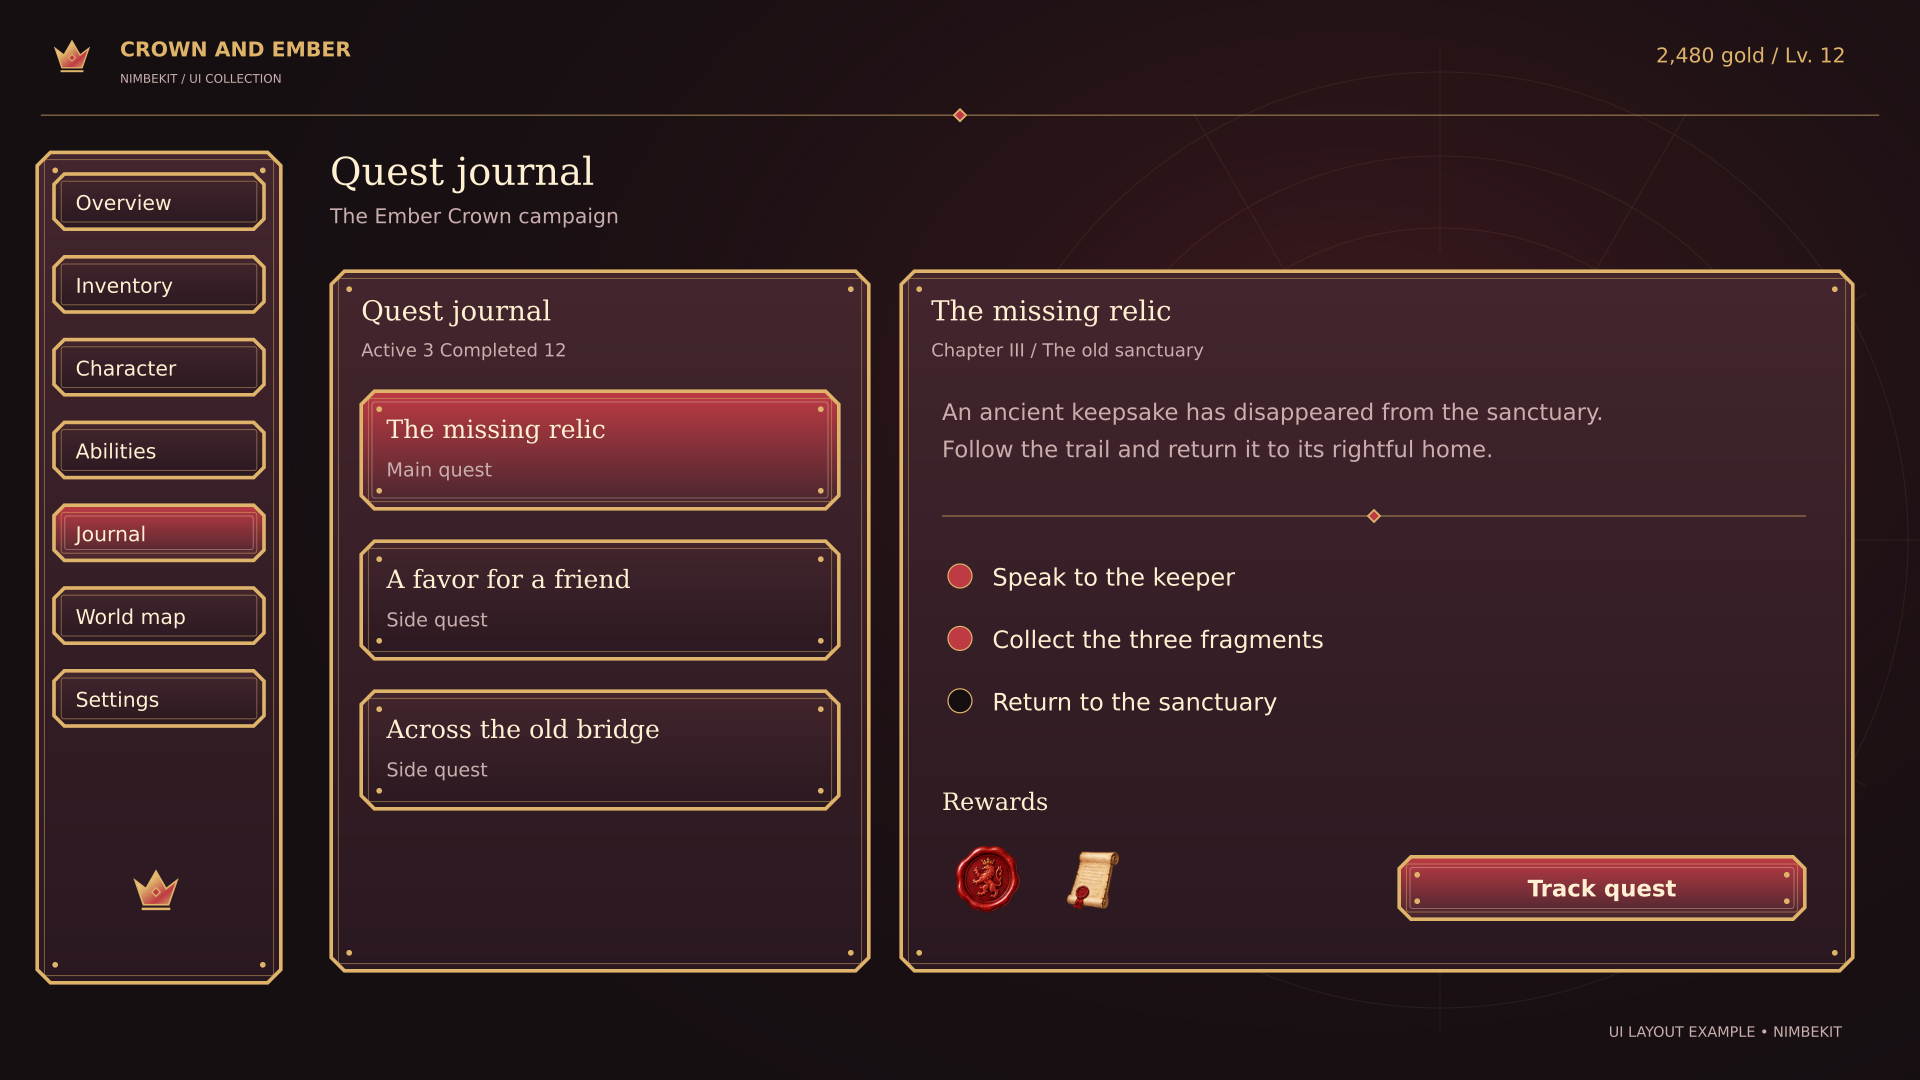 CROWN AND EMBER
NIMBEKIT / UI COLLECTION
2,480 gold / Lv. 12
Overview
Inventory
Character
Abilities
Journal
World map
Settings
Quest journal
The Ember Crown campaign
Quest journal
Active 3 Completed 12
The missing relic
Main quest
A favor for a friend
Side quest
Across the old bridge
Side quest
The missing relic
Chapter III / The old sanctuary
An ancient keepsake has disappeared from the sanctuary.
Follow the trail and return it to its rightful home.
Speak to the keeper
Collect the three fragments
Return to the sanctuary
Rewards
Track quest
UI LAYOUT EXAMPLE • NIMBEKIT